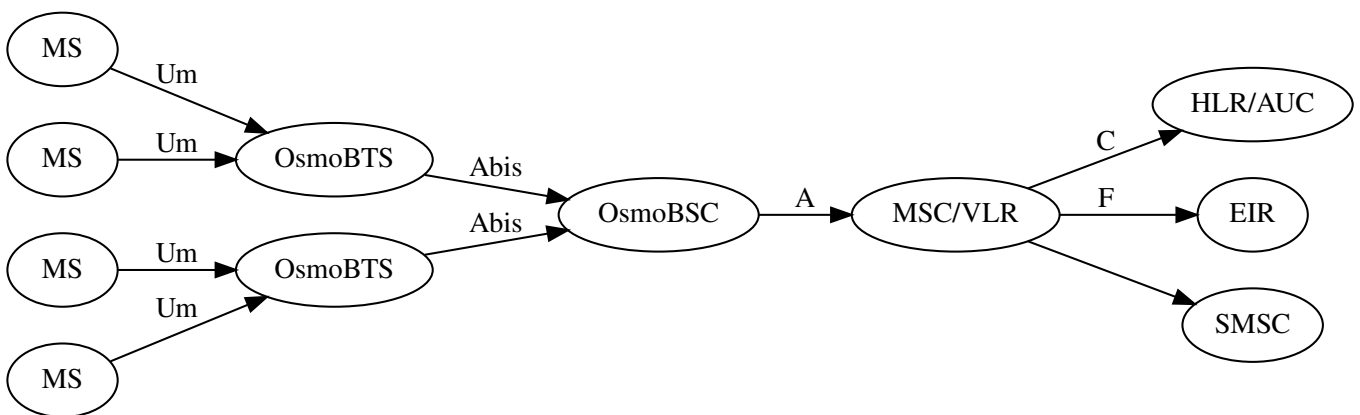 MS
Um
MS
Um
OsmoBTS
Abis
MS
Um
OsmoBTS
Abis
MS
Um
OsmoBSC
A
MSC/VLR
C
HLR/AUC
F
EIR
SMSC